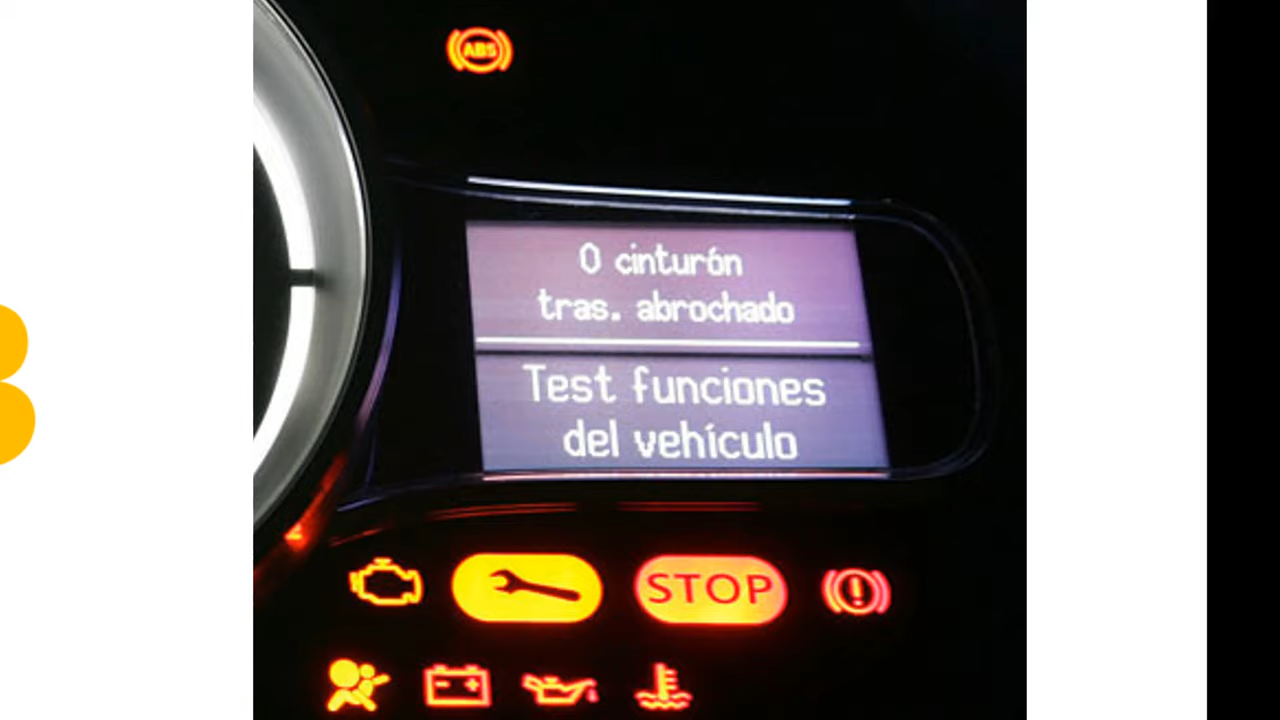 ABS
0 cinturón
tras. abrochado
Test funciones
del vehículo
STOP